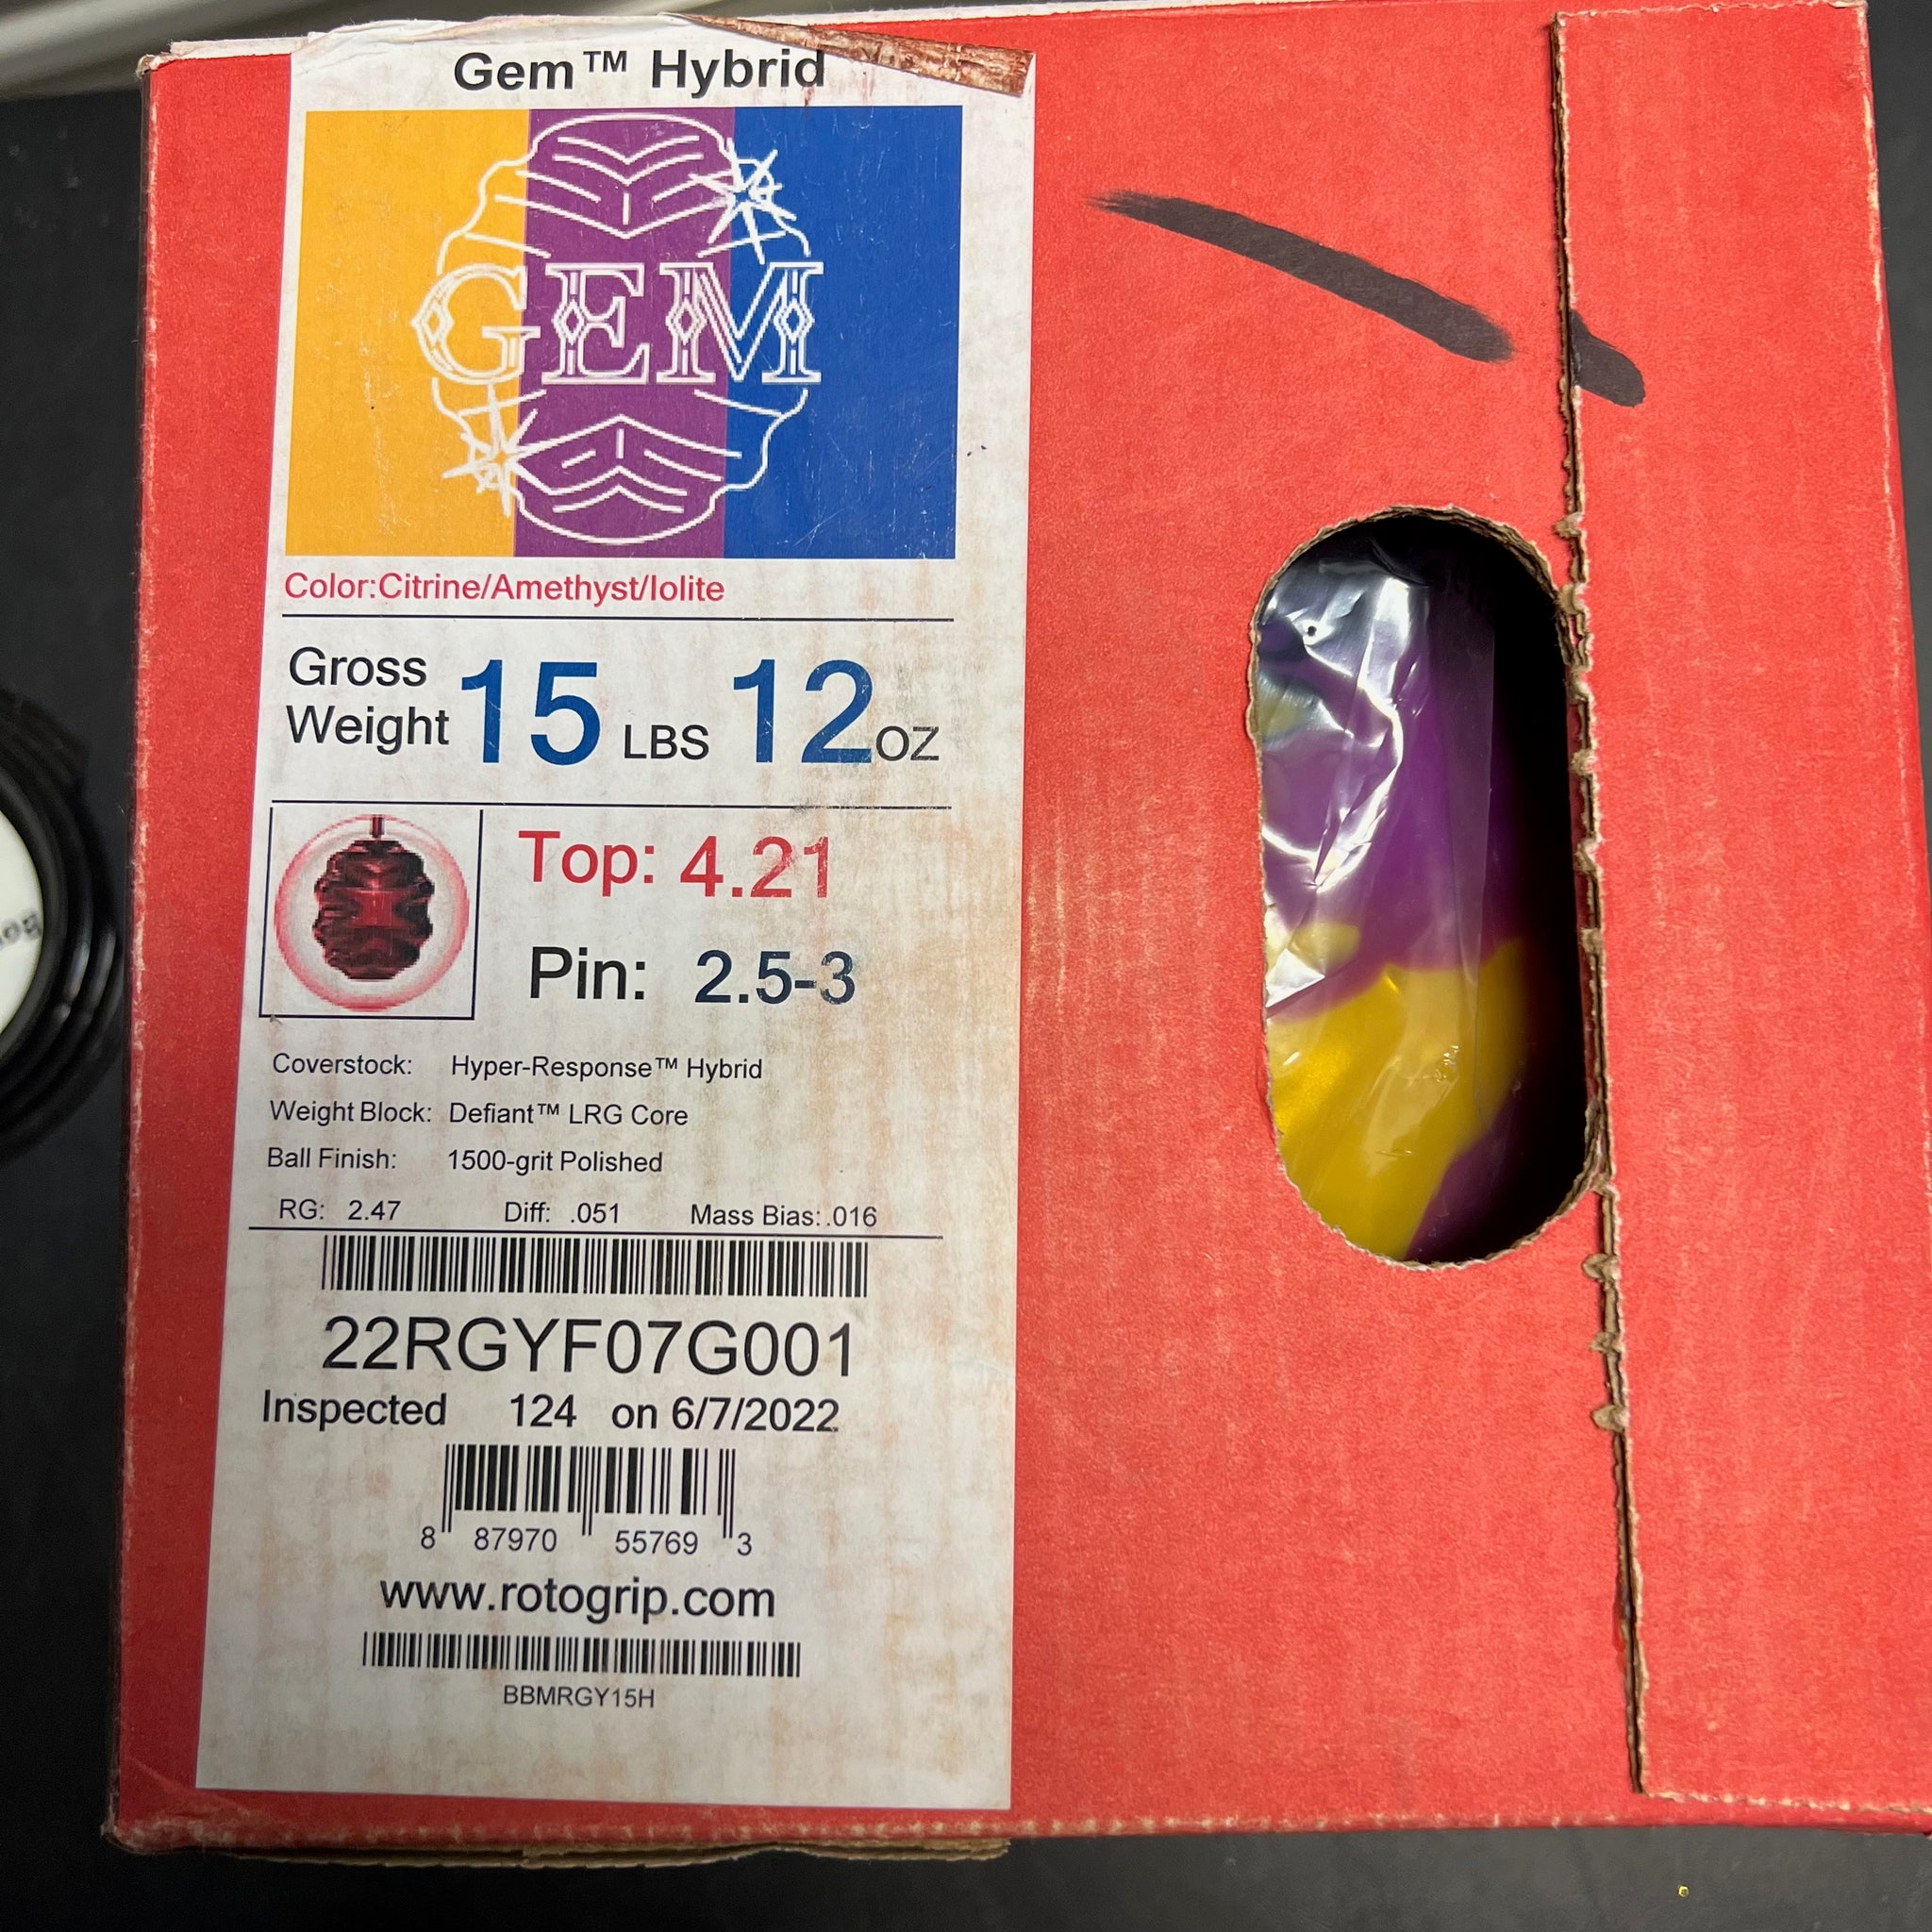 Gem™ Hybrid
GEM
Color:Citrine/Amethyst/Iolite
Gross Weight 15 LBS 12 OZ
Top: 4.21
Pin: 2.5-3
Coverstock: Hyper-Response™ Hybrid
Weight Block: Defiant™ LRG Core
Ball Finish: 1500-grit Polished
RG: 2.47 Diff: .051 Mass Bias: .016
22RGYF07G001
Inspected 124 on 6/7/2022
8 87970 55769 3
www.rotogrip.com
BBMRGY15H